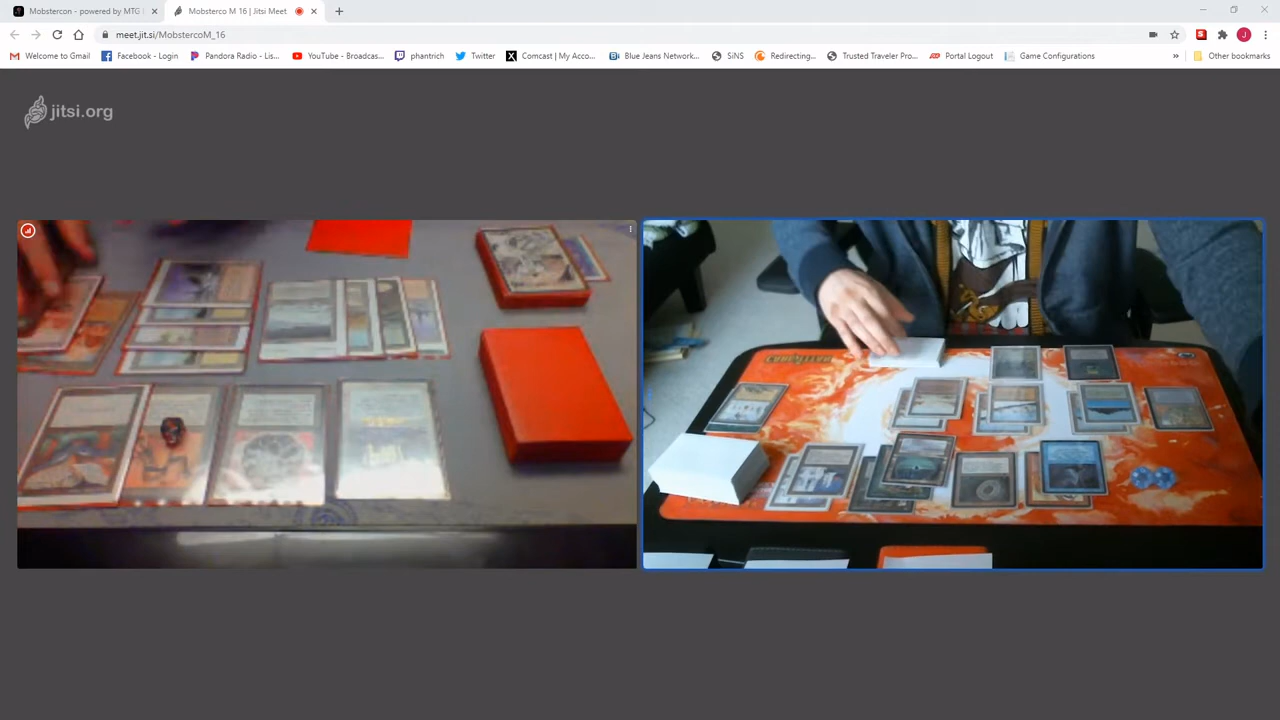 Mobstercon - powered by MTG
Mobsterco M 16 | Jitsi Meet
meet.jit.si/MobstercoM_16
Welcome to Gmail
Facebook - Login
Pandora Radio - Lis...
YouTube - Broadcas...
phantrich
Twitter
Comcast | My Acco...
Blue Jeans Network...
SiNS
Redirecting...
Trusted Traveler Pro...
Portal Logout
Game Configurations
»
Other bookmarks
jitsi.org